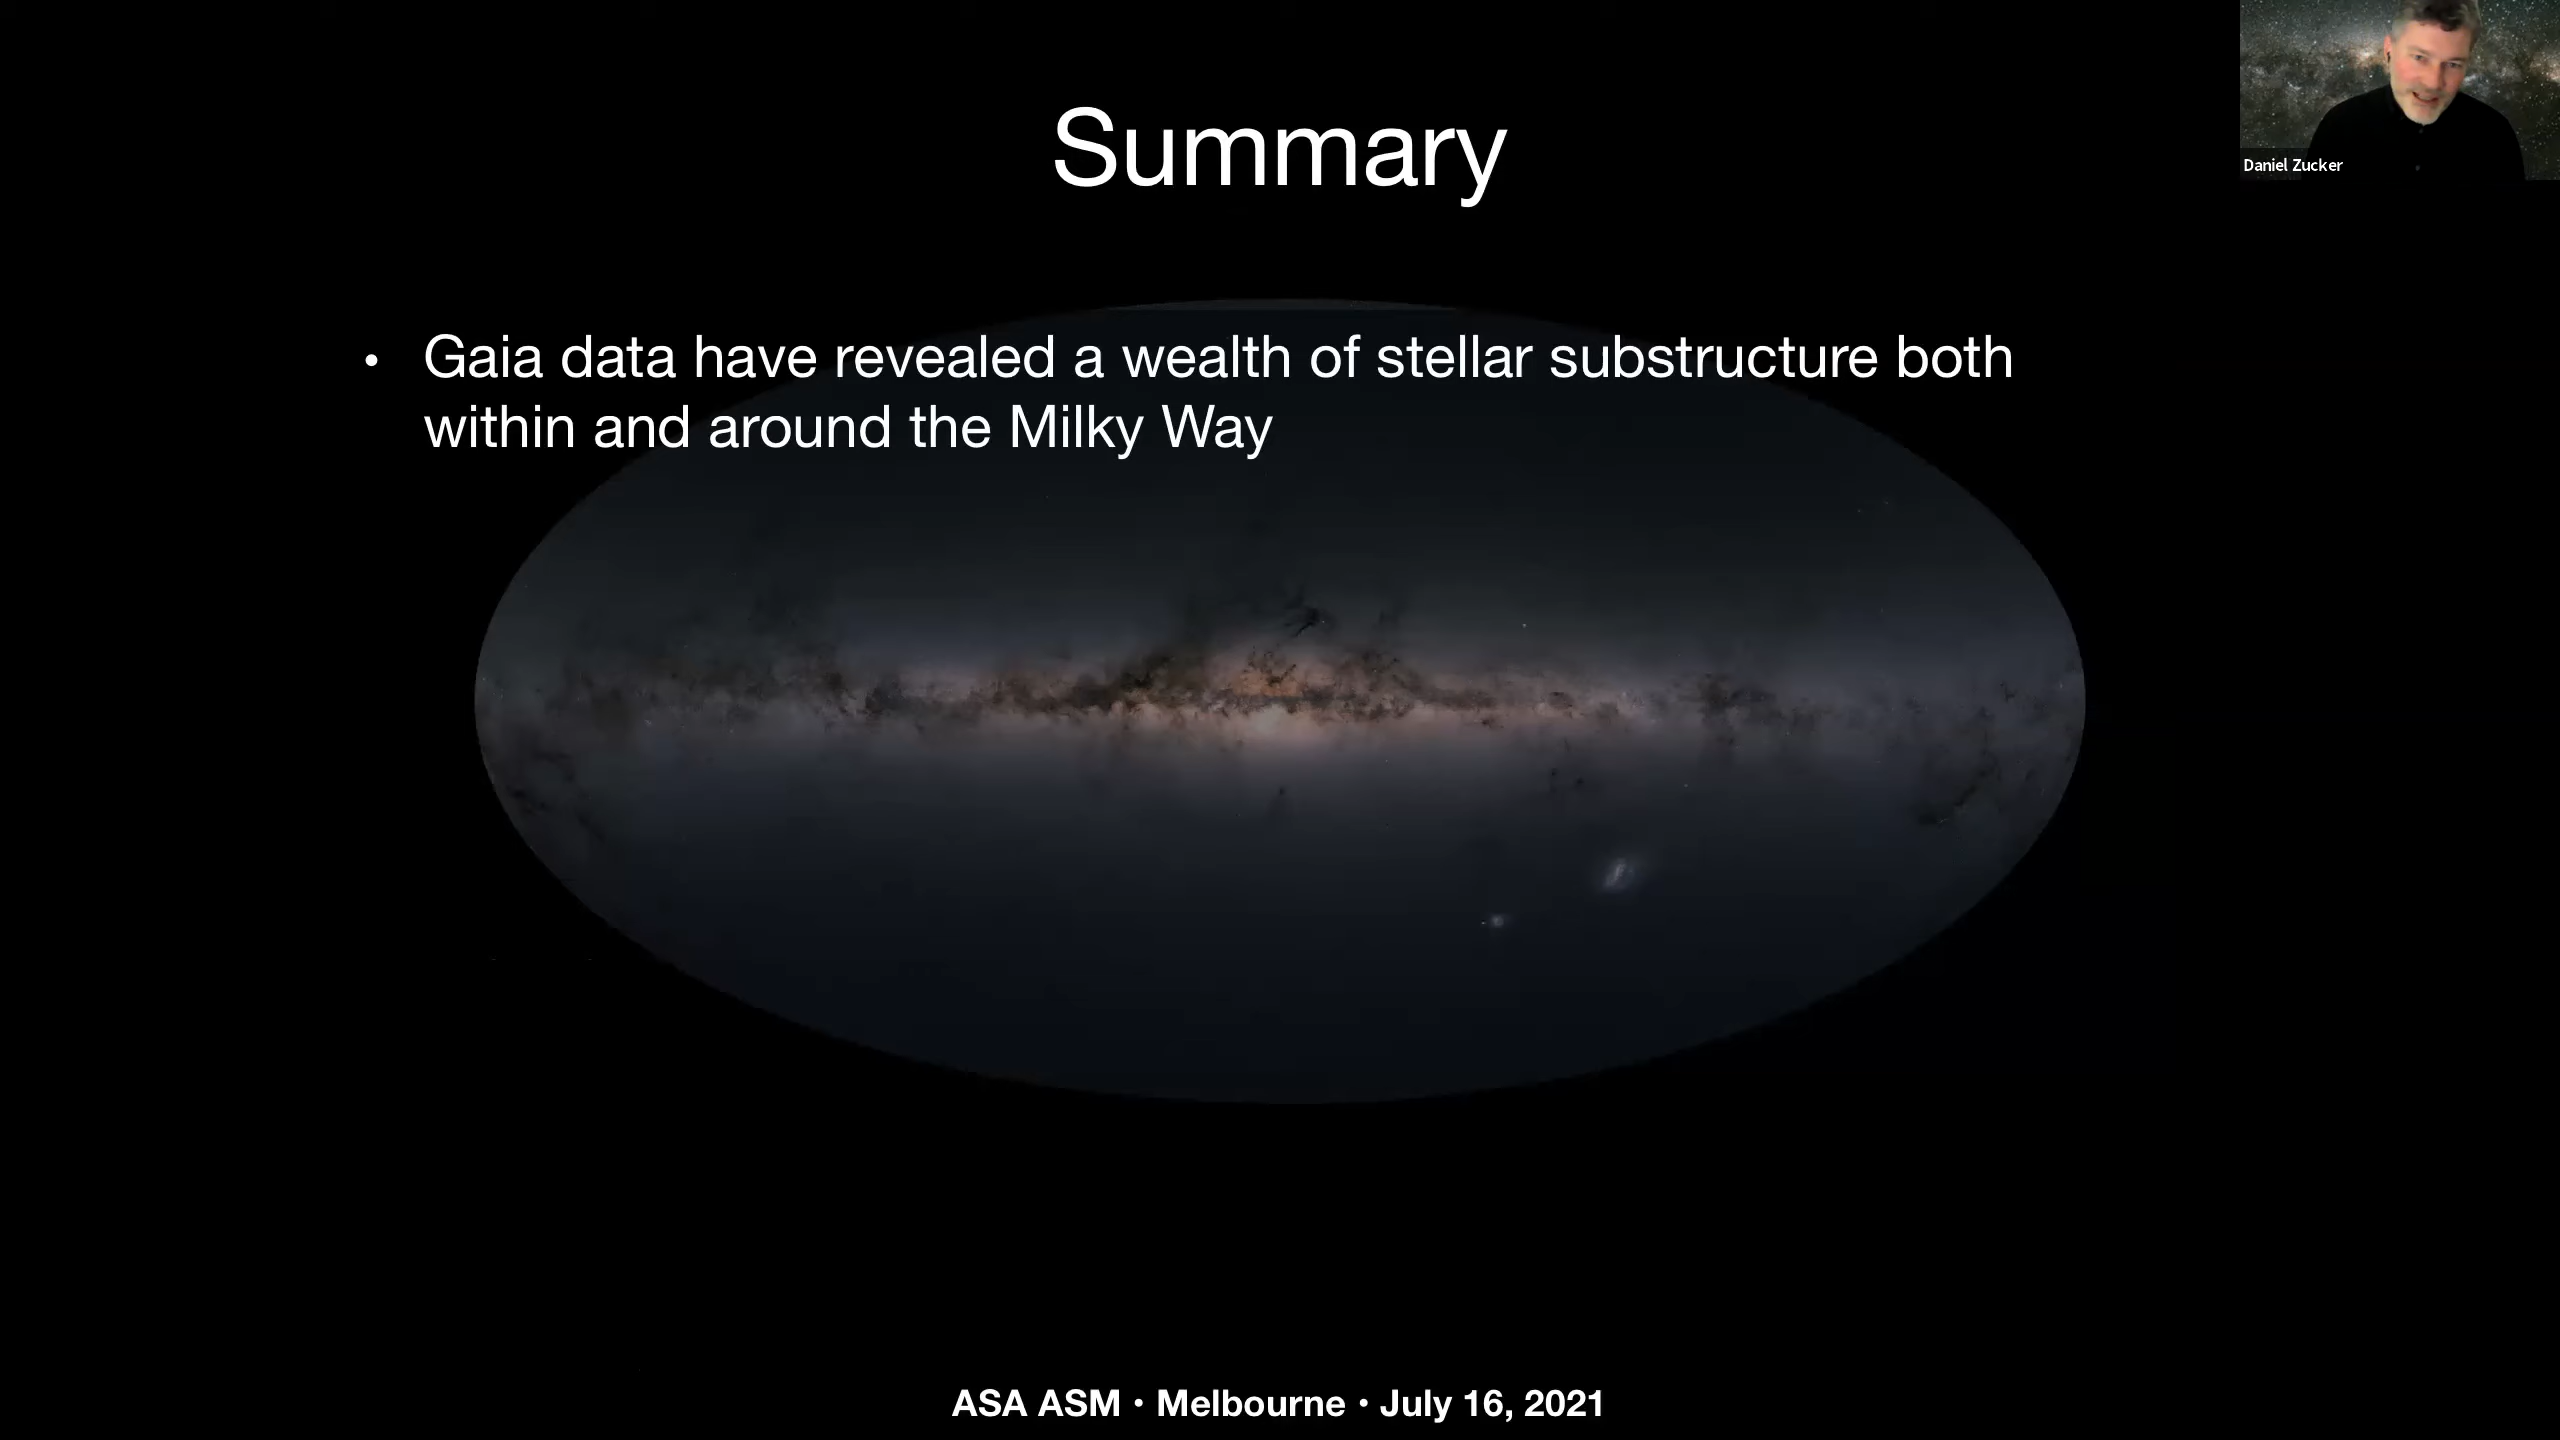 Summary
Daniel Zucker
• Gaia data have revealed a wealth of stellar substructure both
within and around the Milky Way
ASA ASM • Melbourne • July 16, 2021